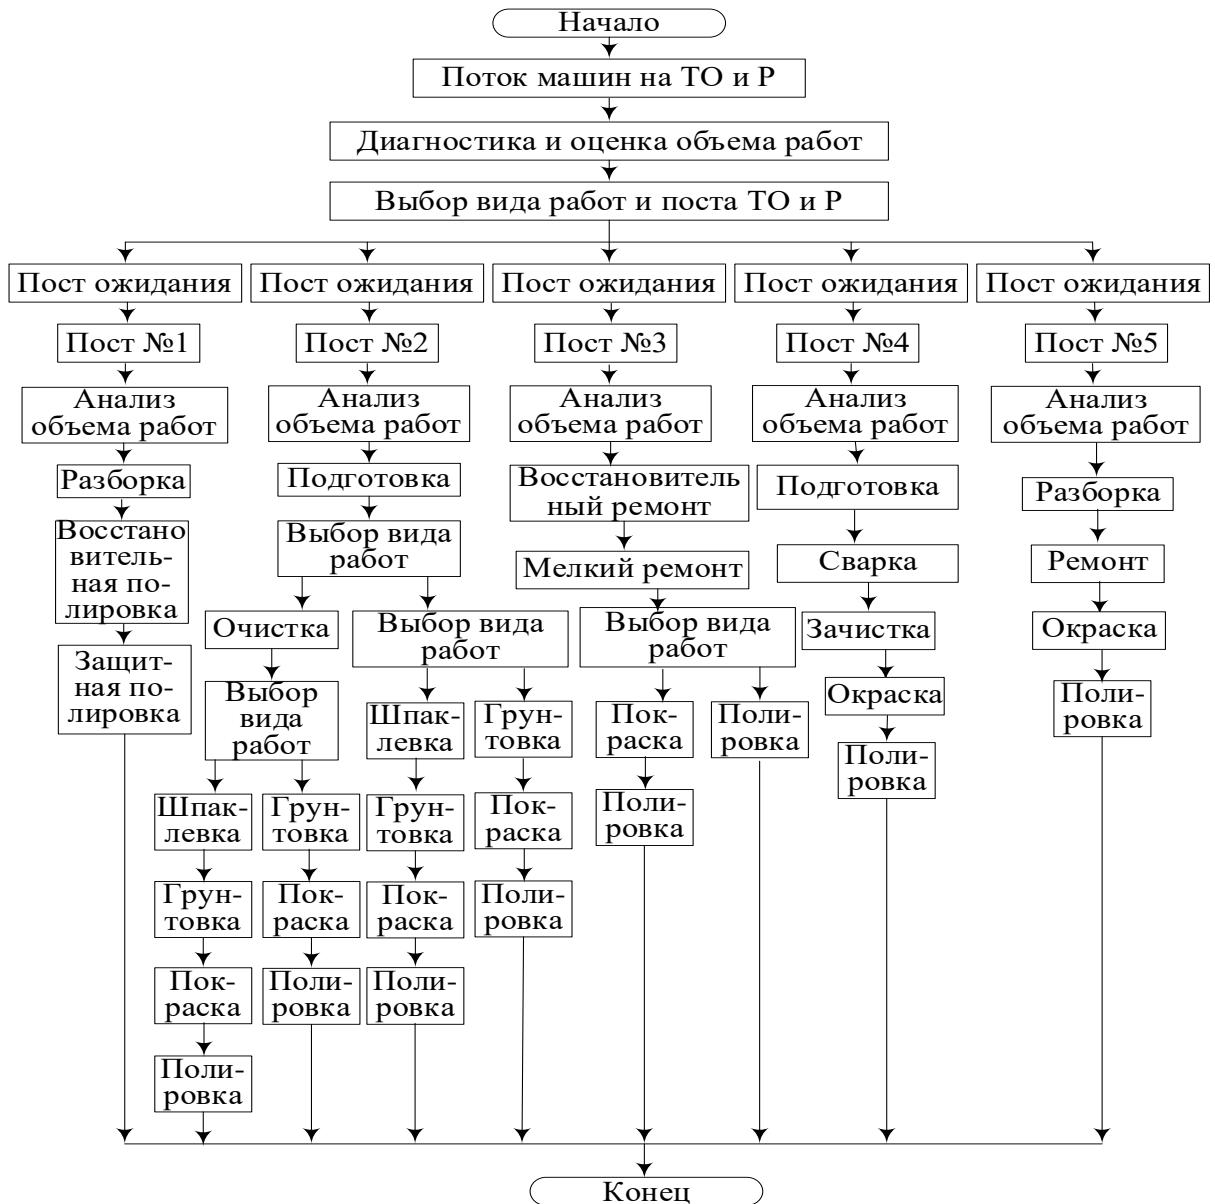 Начало
Поток машин на ТО и Р
Диагностика и оценка объема работ
Выбор вида работ и поста ТО и Р
Пост ожидания
Пост ожидания
Пост ожидания
Пост ожидания
Пост ожидания
Пост №1
Пост №2
Пост №3
Пост №4
Пост №5
Анализ
объема работ
Анализ
объема работ
Анализ
объема работ
Анализ
объема работ
Анализ
объема работ
Разборка
Подготовка
Восстановитель
ный ремонт
Подготовка
Разборка
Восстано
витель-
ная по-
лировка
Выбор вида
работ
Мелкий ремонт
Сварка
Ремонт
Очистка
Выбор вида
работ
Выбор вида
работ
Зачистка
Окраска
Защит-
ная по-
лировка
Выбор
вида
работ
Шпак-
левка
Грун-
товка
Пок-
раска
Поли-
ровка
Окраска
Поли-
ровка
Поли-
ровка
Шпак-
левка
Грун-
товка
Грун-
товка
Пок-
раска
Поли-
ровка
Грун-
товка
Пок-
раска
Пок-
раска
Поли-
ровка
Пок-
раска
Поли-
ровка
Поли-
ровка
Поли-
ровка
Конец